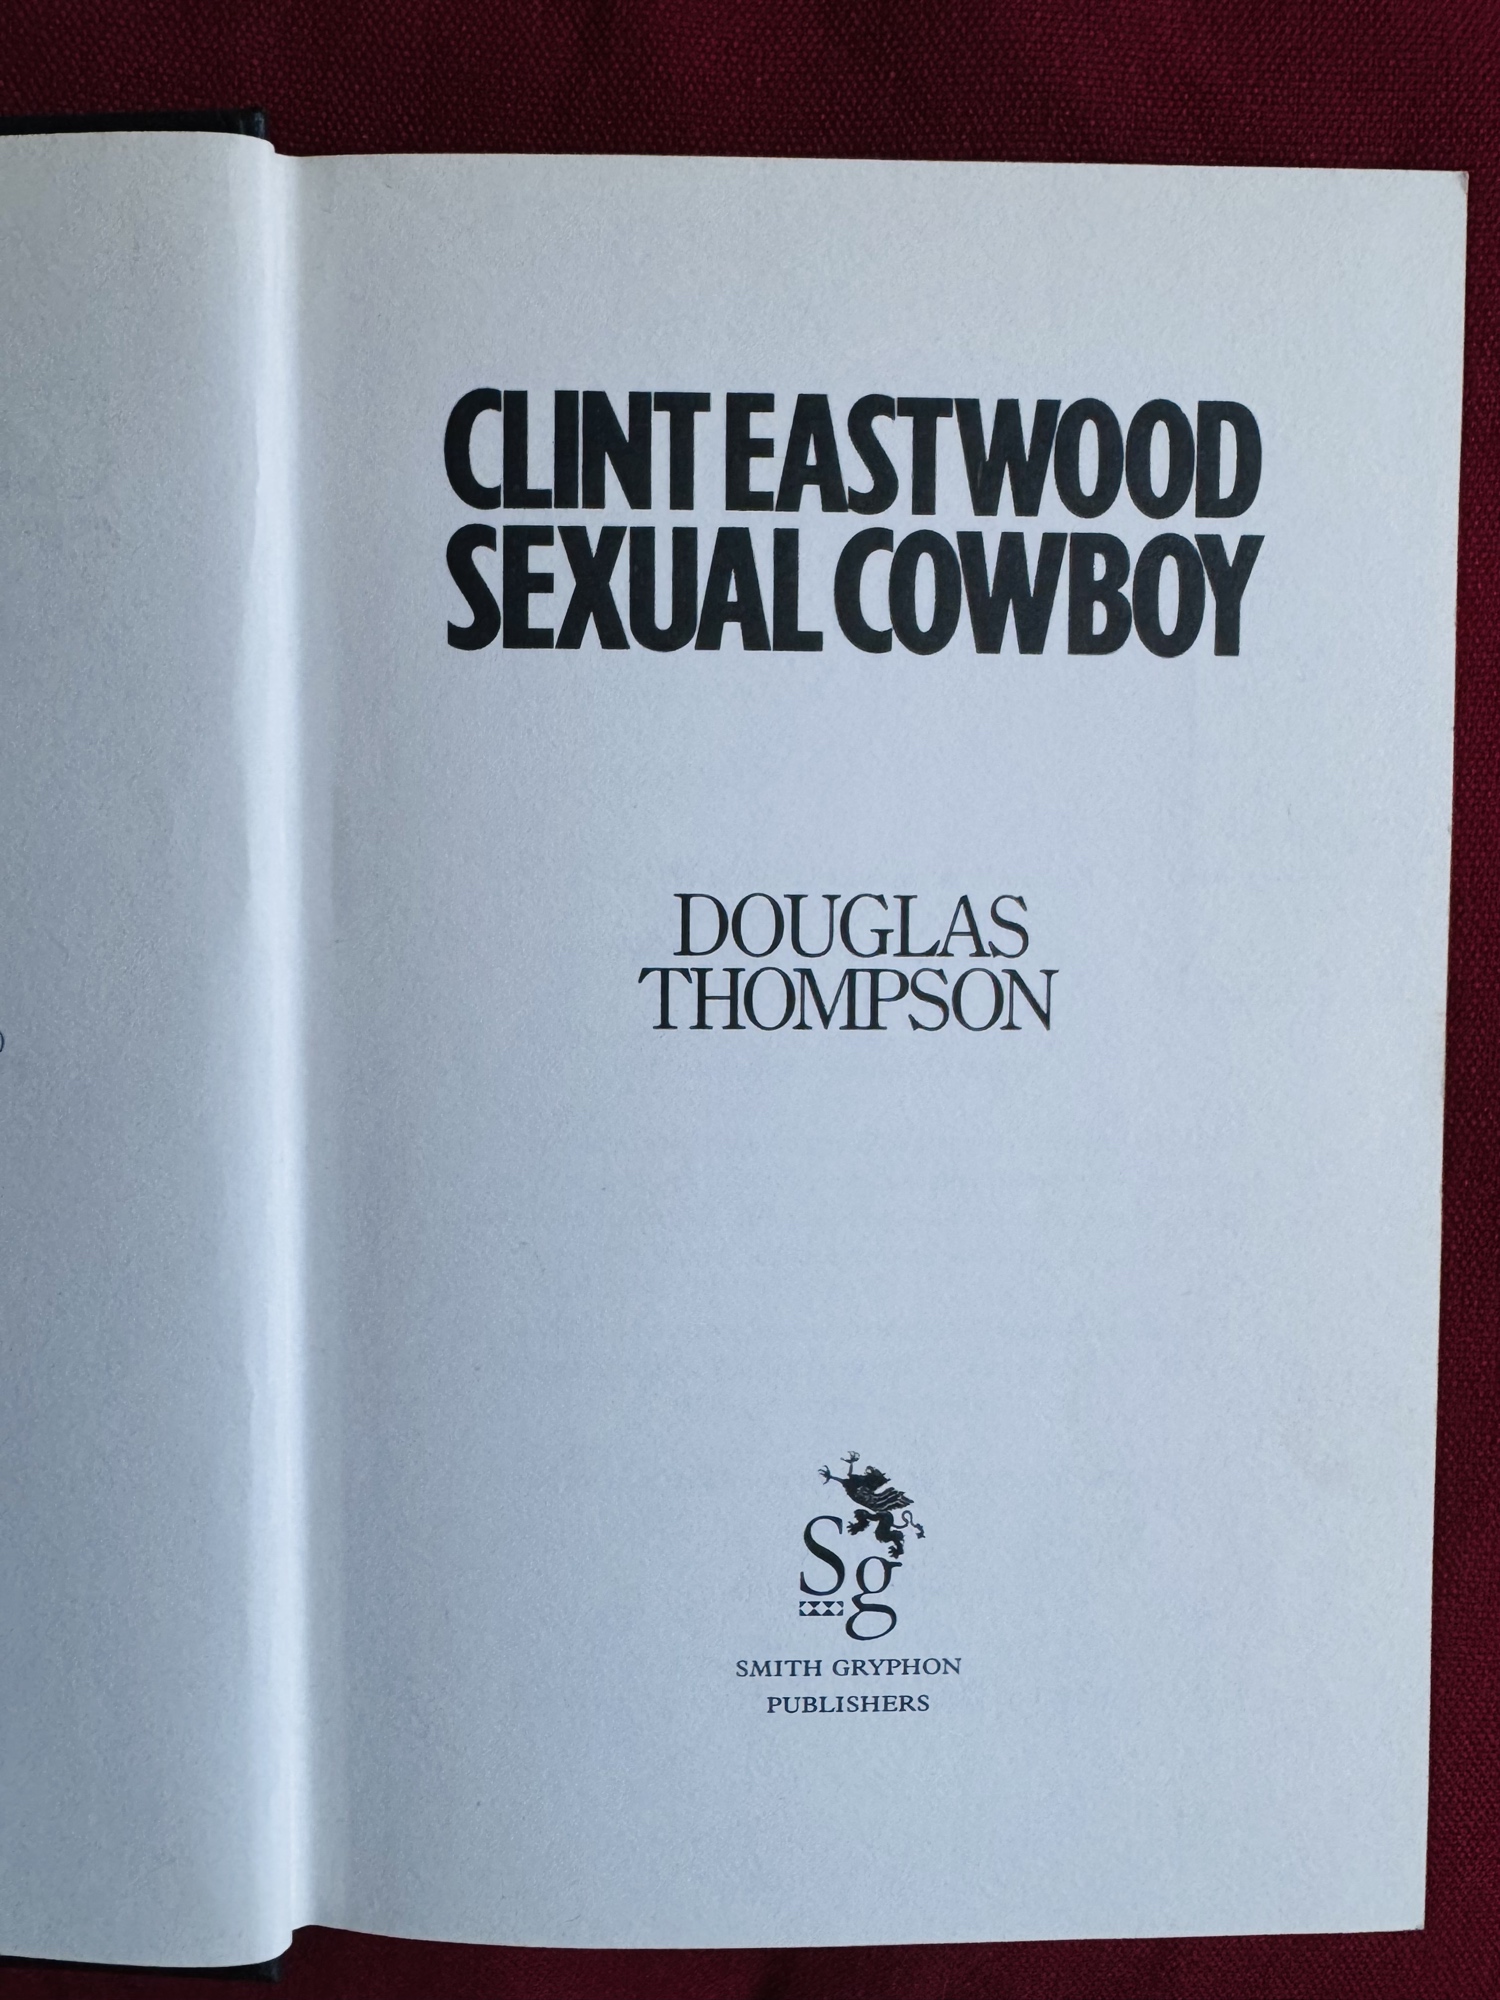 CLINT EASTWOOD
SEXUAL COWBOY
DOUGLAS
THOMPSON
Sg
SMITH GRYPHON
PUBLISHERS